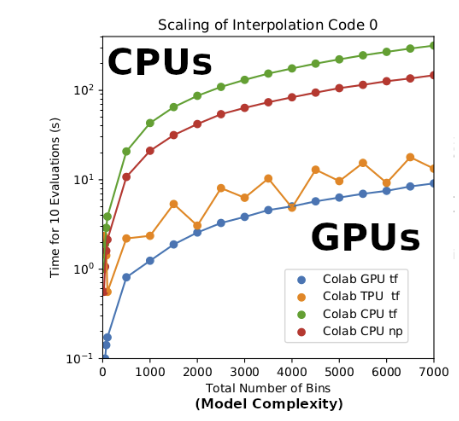 Scaling of Interpolation Code 0
CPUs
GPUs
Time for 10 Evaluations (s)
10²
10¹
10⁰
10⁻¹
Colab GPU tf
Colab TPU tf
Colab CPU tf
Colab CPU np
0 1000 2000 3000 4000 5000 6000 7000
Total Number of Bins
(Model Complexity)